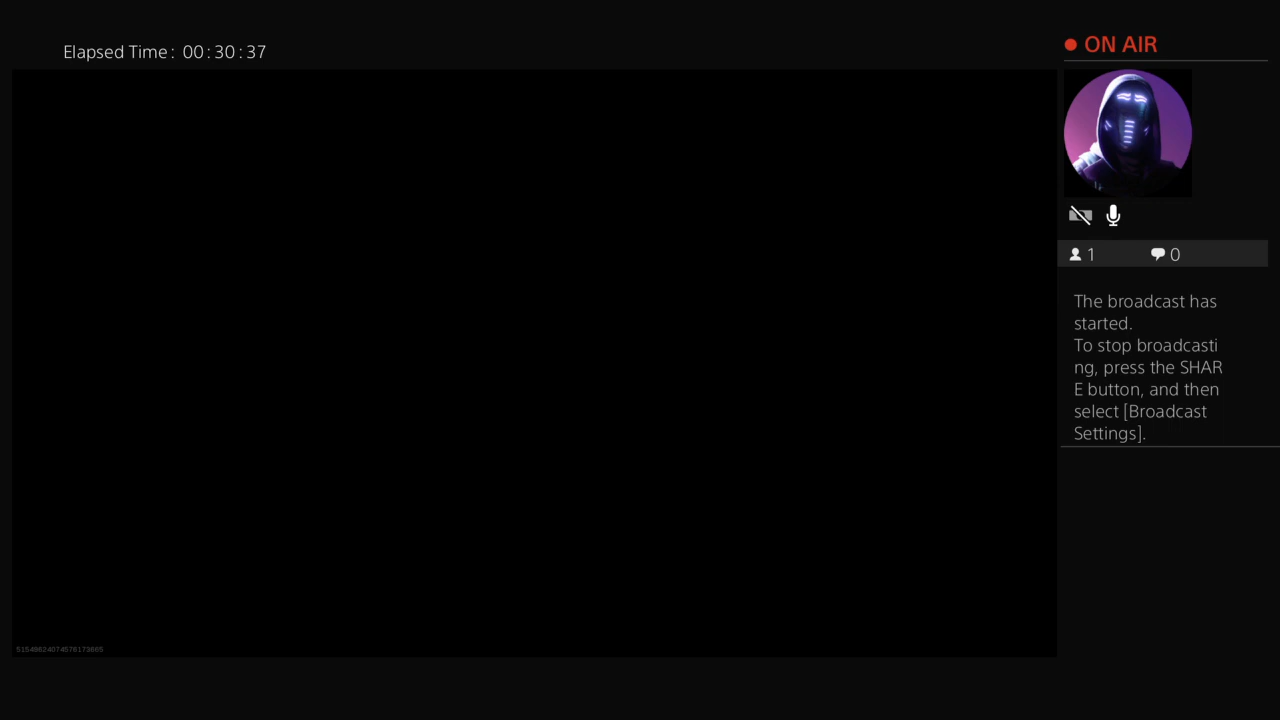 Elapsed Time: 00:30:37
ON AIR
1 0
The broadcast has
started.
To stop broadcasti
ng, press the SHAR
E button, and then
select [Broadcast
Settings].